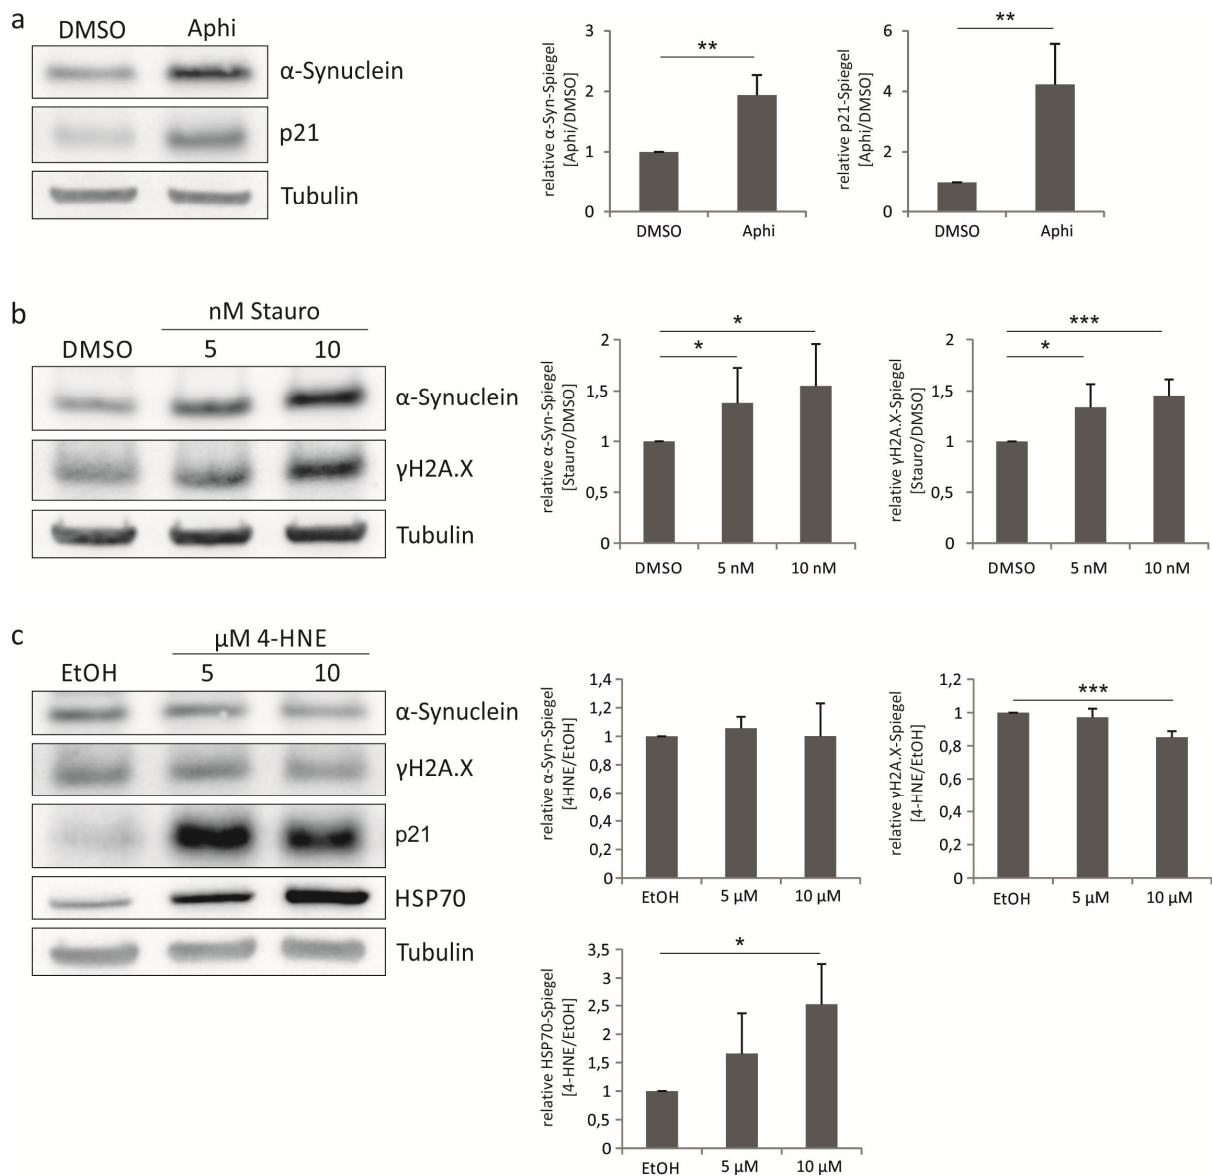 a
DMSO Aphi
α-Synuclein
p21
Tubulin
relative α-Syn-Spiegel
[Aphi/DMSO]
3
2
1
0
**
DMSO Aphi
relative p21-Spiegel
[Aphi/DMSO]
6
4
2
0
**
DMSO Aphi
b
nM Stauro
DMSO 5 10
α-Synuclein
γH2A.X
Tubulin
relative α-Syn-Spiegel
[Stauro/DMSO]
2
1,5
1
0,5
0
*
*
DMSO 5 nM 10 nM
relative γH2A.X-Spiegel
[Stauro/DMSO]
2
1,5
1
0,5
0
***
*
DMSO 5 nM 10 nM
c
µM 4-HNE
EtOH 5 10
α-Synuclein
γH2A.X
p21
HSP70
Tubulin
relative α-Syn-Spiegel
[4HNE/EtOH]
1,4
1,2
1
0,8
0,6
0,4
0,2
0
EtOH 5 µM 10 µM
relative γH2A.X-Spiegel
[4-HNE/EtOH]
1,2
1
0,8
0,6
0,4
0,2
0
***
EtOH 5 µM 10 µM
relative HSP70-Spiegel
[4-HNE/EtOH]
3,5
3
2,5
2
1,5
1
0,5
0
*
EtOH 5 µM 10 µM